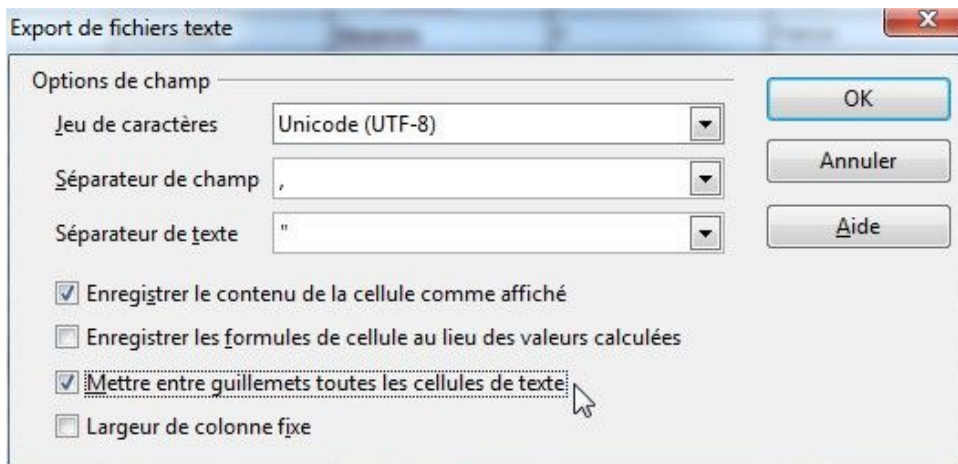 Export de fichiers texte
Options de champ
Jeu de caractères
Unicode (UTF-8)
Séparateur de champ
,
Séparateur de texte
"
Enregistrer le contenu de la cellule comme affiché
Enregistrer les formules de cellule au lieu des valeurs calculées
Mettre entre guillemets toutes les cellules de texte
Largeur de colonne fixe
OK
Annuler
Aide